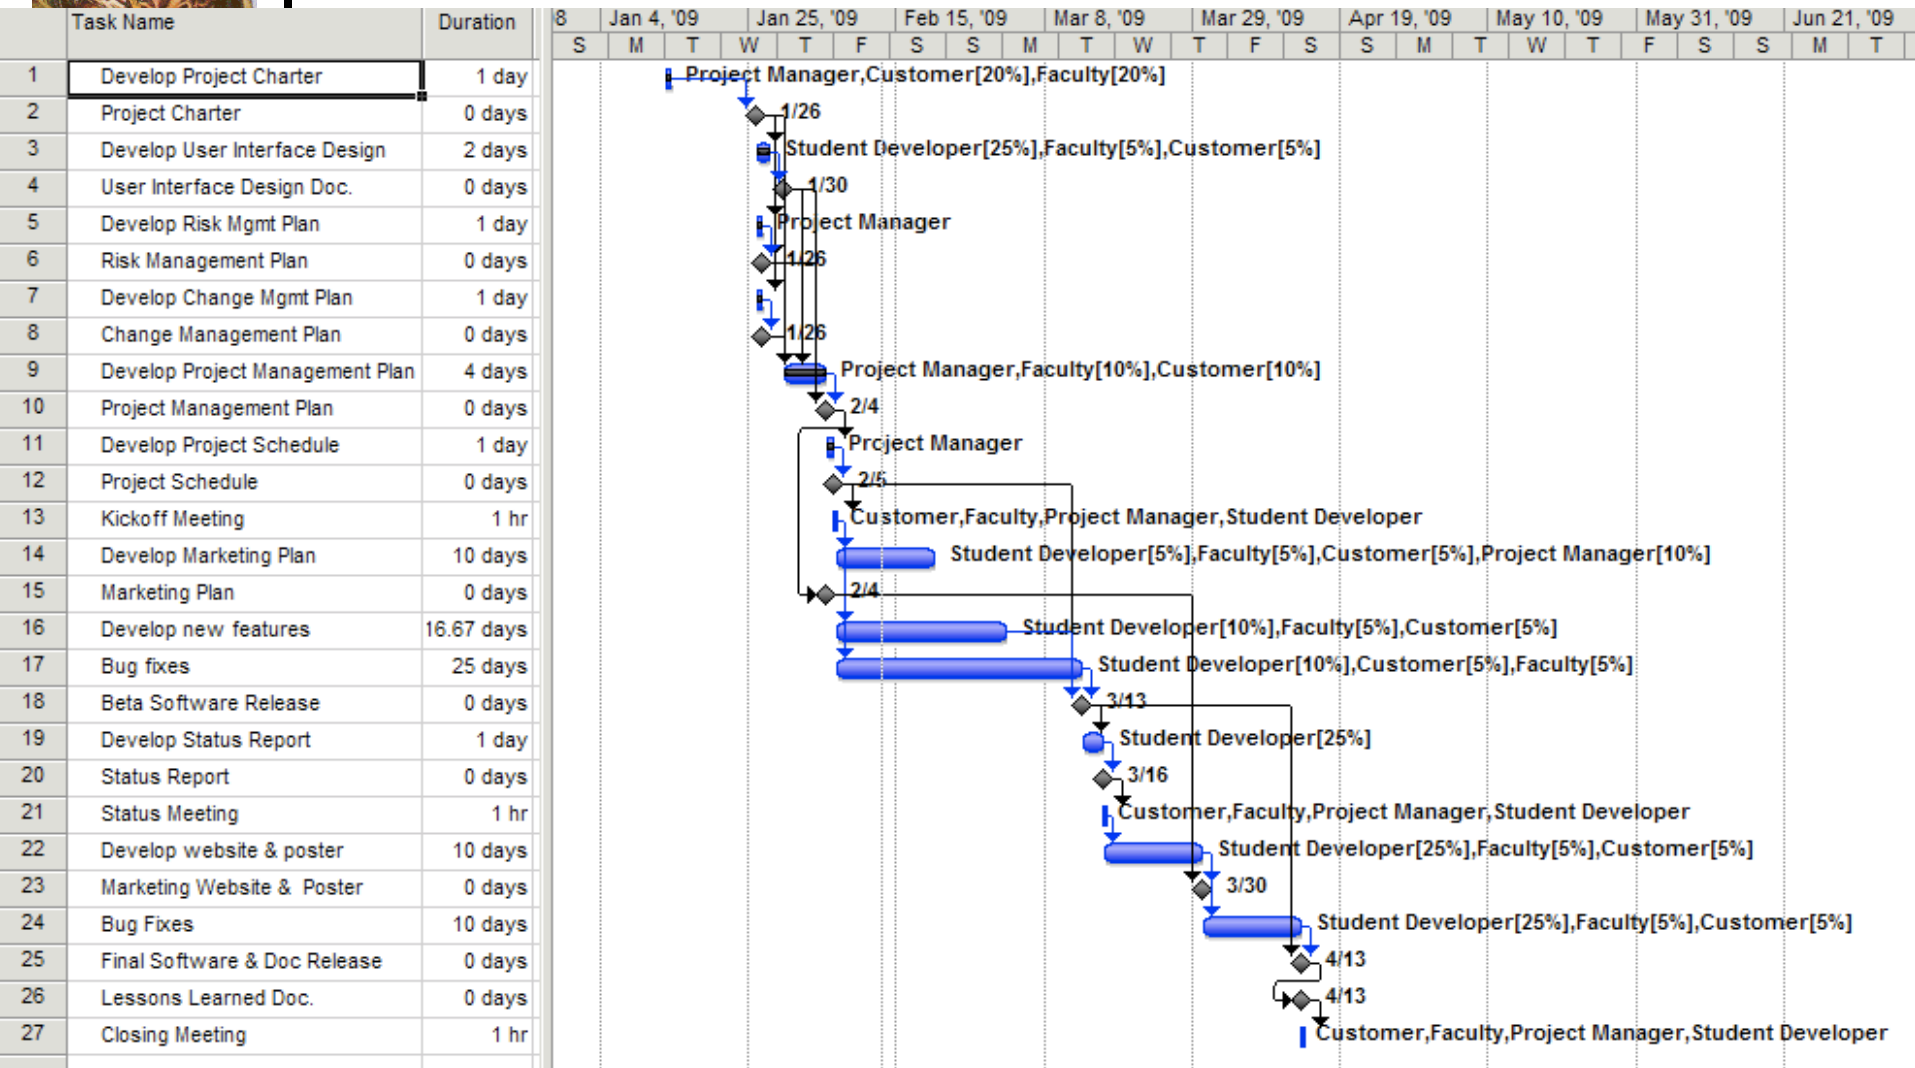 Task Name Duration 8 Jan 4, '09 Jan 25, '09 Feb 15, '09 Mar 8, '09 Mar 29, '09 Apr 19, '09 May 10, '09 May 31, '09 Jun 21, '09
S M T W T F S S M T W T F S S M T W T F S S M T
1 Develop Project Charter 1 day Project Manager,Customer[20%],Faculty[20%]
2 Project Charter 0 days 1/26
3 Develop User Interface Design 2 days Student Developer[25%],Faculty[5%],Customer[5%]
4 User Interface Design Doc. 0 days 1/30
5 Develop Risk Mgmt Plan 1 day Project Manager
6 Risk Management Plan 0 days 1/26
7 Develop Change Mgmt Plan 1 day
8 Change Management Plan 0 days 1/26
9 Develop Project Management Plan 4 days Project Manager,Faculty[10%],Customer[10%]
10 Project Management Plan 0 days 2/4
11 Develop Project Schedule 1 day Project Manager
12 Project Schedule 0 days 2/5
13 Kickoff Meeting 1 hr Customer,Faculty,Project Manager,Student Developer
14 Develop Marketing Plan 10 days Student Developer[5%],Faculty[5%],Customer[5%],Project Manager[10%]
15 Marketing Plan 0 days 2/4
16 Develop new features 16.67 days Student Developer[10%],Faculty[5%],Customer[5%]
17 Bug fixes 25 days Student Developer[10%],Customer[5%],Faculty[5%]
18 Beta Software Release 0 days 3/13
19 Develop Status Report 1 day Student Developer[25%]
20 Status Report 0 days 3/16
21 Status Meeting 1 hr Customer,Faculty,Project Manager,Student Developer
22 Develop website & poster 10 days Student Developer[25%],Faculty[5%],Customer[5%]
23 Marketing Website & Poster 0 days 3/30
24 Bug Fixes 10 days Student Developer[25%],Faculty[5%],Customer[5%]
25 Final Software & Doc Release 0 days 4/13
26 Lessons Learned Doc. 0 days 4/13
27 Closing Meeting 1 hr Customer,Faculty,Project Manager,Student Developer